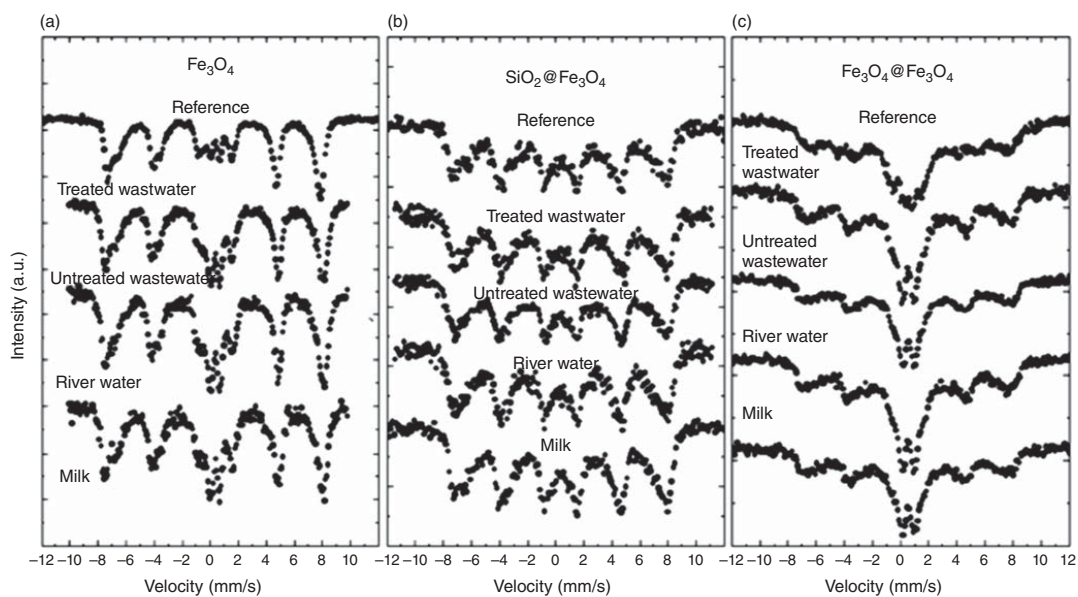 (a)
Fe₃O₄
Reference
Treated wastwater
Untreated wastewater
River water
Milk
Intensity (a.u.)
−12 −10 −8 −6 −4 −2 0 2 4 6 8 10
Velocity (mm/s)
(b)
SiO₂@Fe₃O₄
Reference
Treated wastwater
Untreated wastewater
River water
Milk
−12 −10 −8 −6 −4 −2 0 2 4 6 8 10 12
Velocity (mm/s)
(c)
Fe₃O₄@Fe₃O₄
Reference
Treated
wastwater
Untreated
wastewater
River water
Milk
−10 −8 −6 −4 −2 0 2 4 6 8 10 12
Velocity (mm/s)